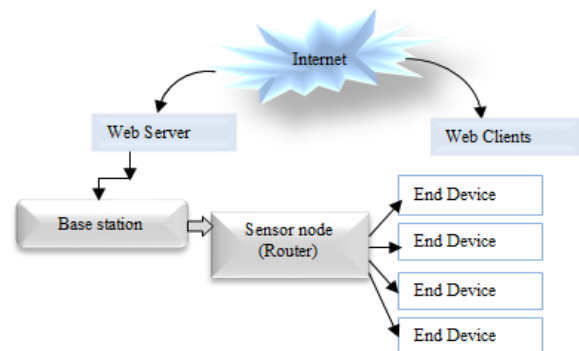 Internet
Web Server
Web Clients
Base station
Sensor node
(Router)
End Device
End Device
End Device
End Device